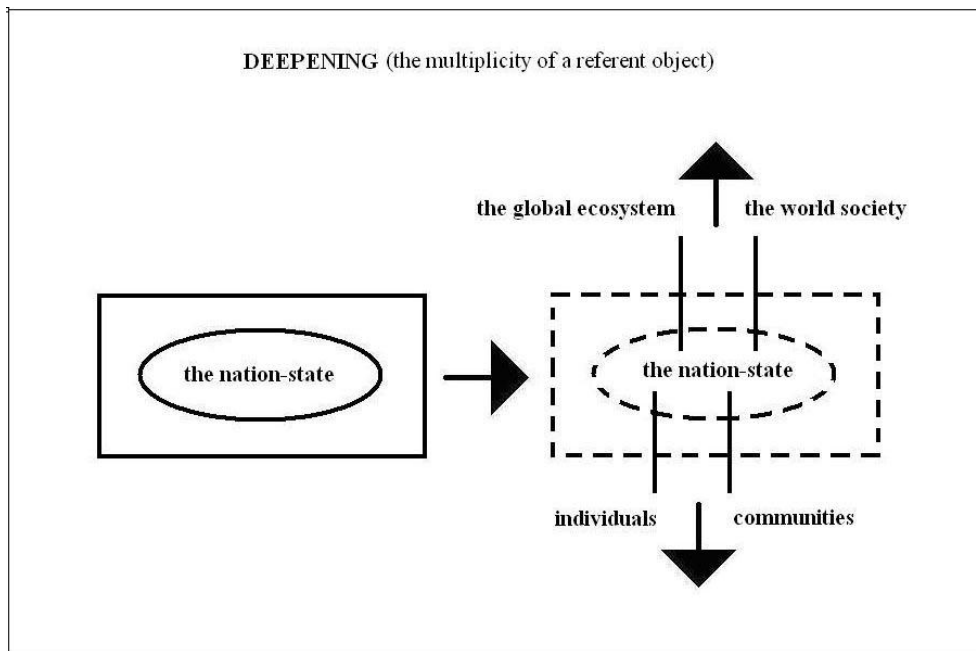 DEEPENING (the multiplicity of a referent object)
the global ecosystem
the world society
the nation-state
the nation-state
individuals
communities